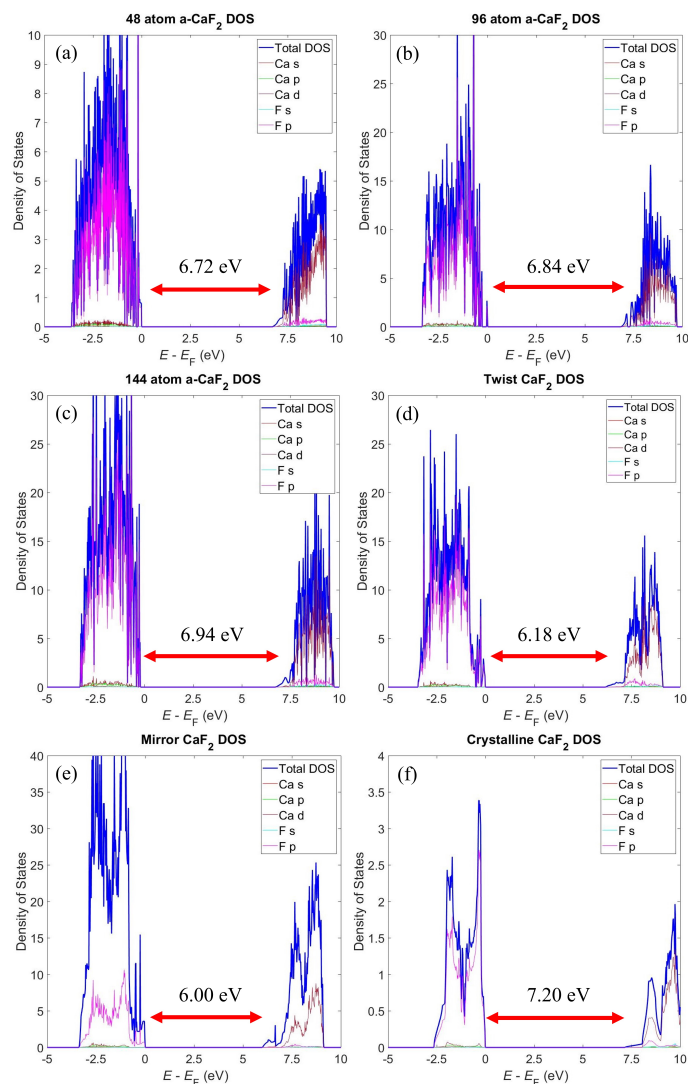 48 atom a-CaF2 DOS
(a)
Total DOS
Ca s
Ca p
Ca d
F s
F p
6.72 eV
Density of States
0
1
2
3
4
5
6
7
8
9
10
-5
-2.5
0
2.5
5
7.5
10
E - EF (eV)
96 atom a-CaF2 DOS
(b)
Total DOS
Ca s
Ca p
Ca d
F s
F p
6.84 eV
Density of States
0
5
10
15
20
25
30
-5
-2.5
0
2.5
5
7.5
10
E - EF (eV)
144 atom a-CaF2 DOS
(c)
Total DOS
Ca s
Ca p
Ca d
F s
F p
6.94 eV
Density of States
0
5
10
15
20
25
30
-5
-2.5
0
2.5
5
7.5
10
E - EF (eV)
Twist CaF2 DOS
(d)
Total DOS
Ca s
Ca p
Ca d
F s
F p
6.18 eV
Density of States
0
5
10
15
20
25
30
-5
-2.5
0
2.5
5
7.5
10
E - EF (eV)
Mirror CaF2 DOS
(e)
Total DOS
Ca s
Ca p
Ca d
F s
F p
6.00 eV
Density of States
0
5
10
15
20
25
30
35
40
-5
-2.5
0
2.5
5
7.5
10
E - EF (eV)
Crystalline CaF2 DOS
(f)
Total DOS
Ca s
Ca p
Ca d
F s
F p
7.20 eV
Density of States
0
0.5
1
1.5
2
2.5
3
3.5
4
-5
-2.5
0
2.5
5
7.5
10
E - EF (eV)